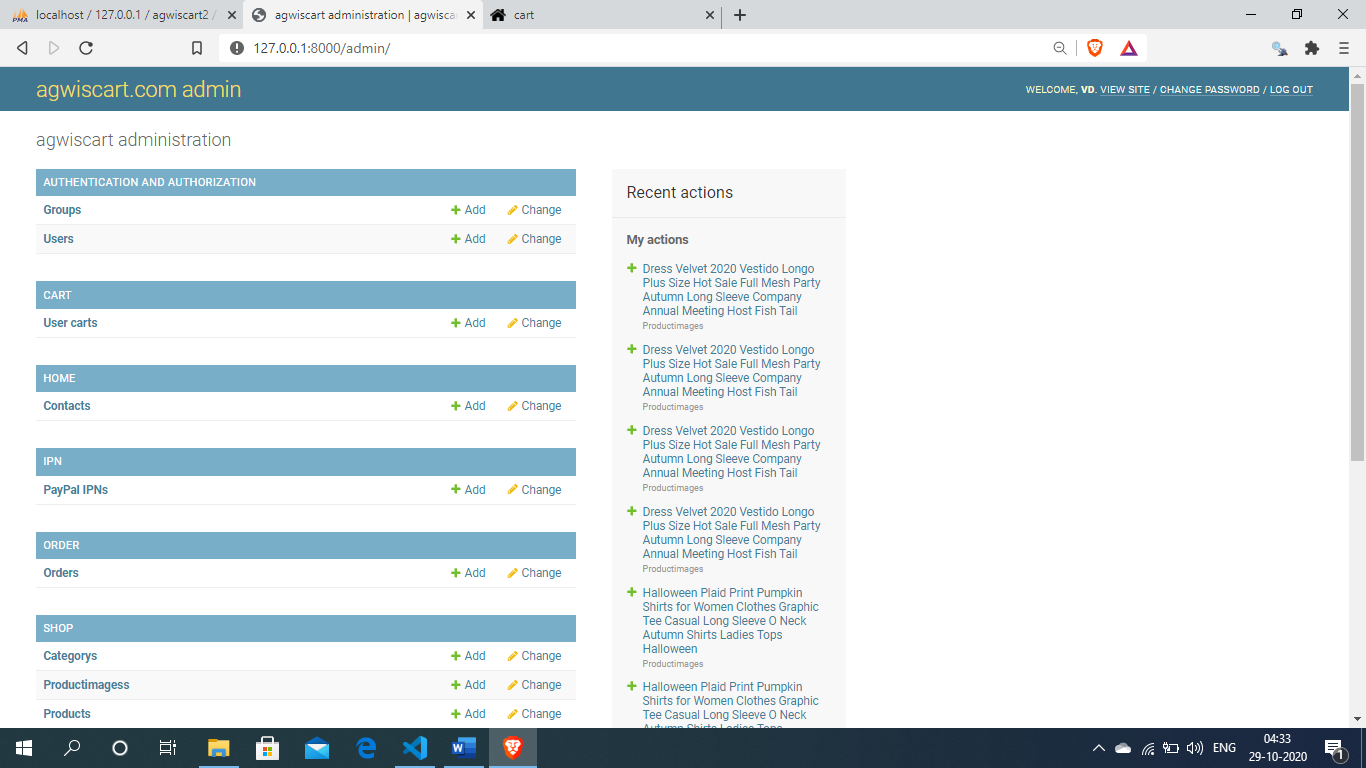 localhost / 127.0.0.1 / agwiscart2 /
agwiscart administration | agwisca
cart
127.0.0.1:8000/admin/
agwiscart.com admin
WELCOME, VD. VIEW SITE / CHANGE PASSWORD / LOG OUT
agwiscart administration
AUTHENTICATION AND AUTHORIZATION
Groups Add Change
Users Add Change
CART
User carts Add Change
HOME
Contacts Add Change
IPN
PayPal IPNs Add Change
ORDER
Orders Add Change
SHOP
Categorys Add Change
Productimagess Add Change
Products Add Change
Recent actions
My actions
Dress Velvet 2020 Vestido Longo
Plus Size Hot Sale Full Mesh Party
Autumn Long Sleeve Company
Annual Meeting Host Fish Tail
Productimages
Dress Velvet 2020 Vestido Longo
Plus Size Hot Sale Full Mesh Party
Autumn Long Sleeve Company
Annual Meeting Host Fish Tail
Productimages
Dress Velvet 2020 Vestido Longo
Plus Size Hot Sale Full Mesh Party
Autumn Long Sleeve Company
Annual Meeting Host Fish Tail
Productimages
Dress Velvet 2020 Vestido Longo
Plus Size Hot Sale Full Mesh Party
Autumn Long Sleeve Company
Annual Meeting Host Fish Tail
Productimages
Halloween Plaid Print Pumpkin
Shirts for Women Clothes Graphic
Tee Casual Long Sleeve O Neck
Autumn Shirts Ladies Tops
Halloween
Productimages
Halloween Plaid Print Pumpkin
Shirts for Women Clothes Graphic
Tee Casual Long Sleeve O Neck
Autumn Shirts Ladies Tops
ENG
04:33
29-10-2020
1